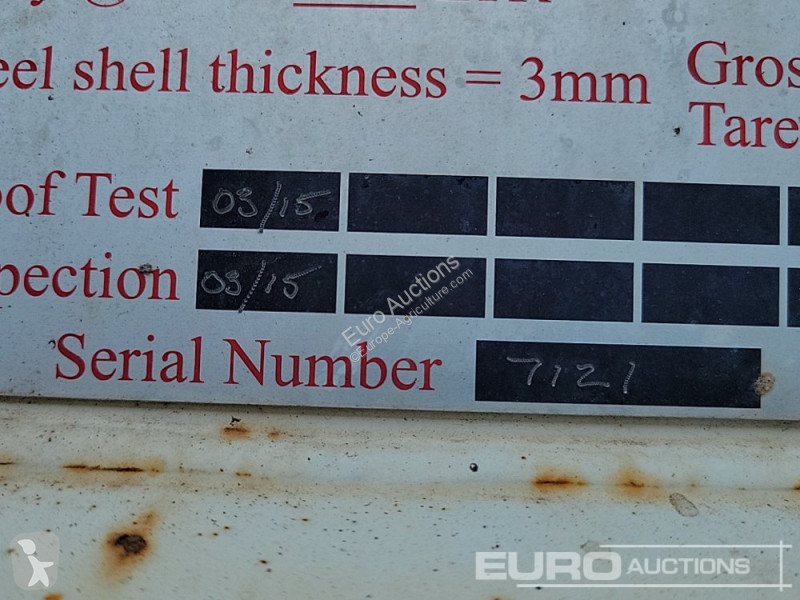 eel shell thickness = 3mm Gros
Tare
oof Test 03/15
pection 03/15
Serial Number 7121
Euro Auctions
©Europe-Agriculture.com
EURO AUCTIONS